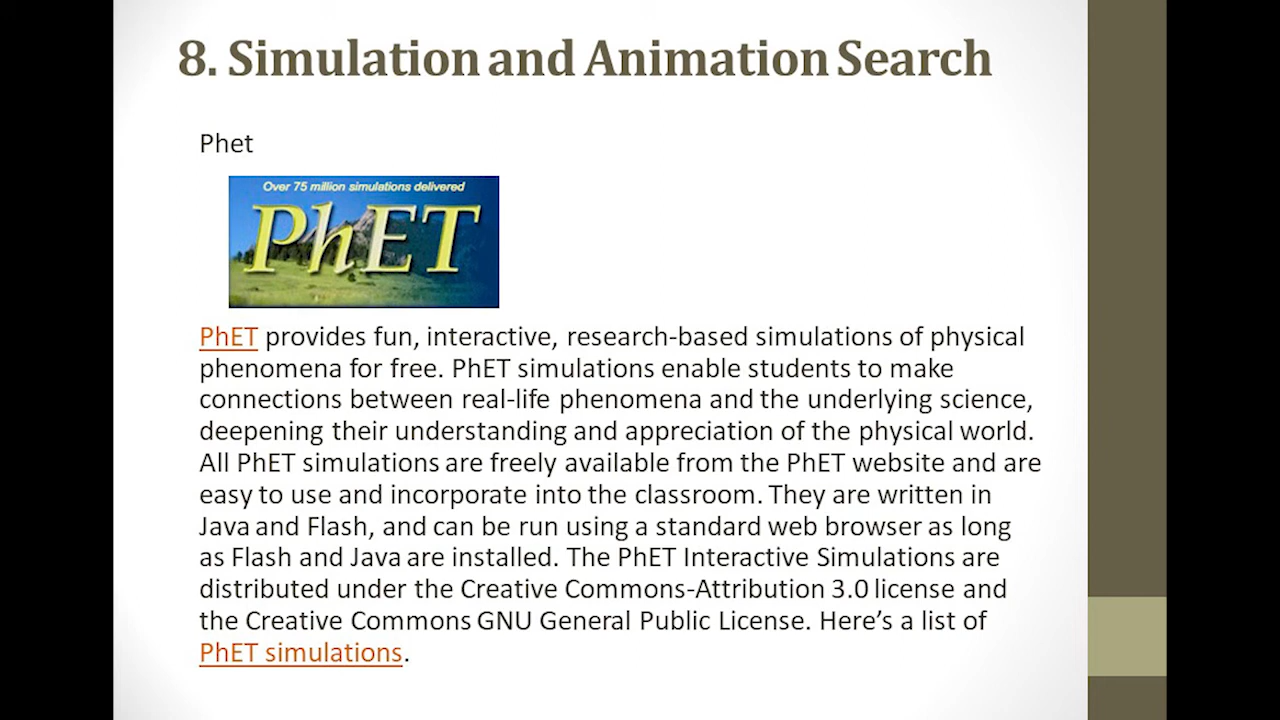 8. Simulation and Animation Search
Phet
Over 75 million simulations delivered
PhET
PhET provides fun, interactive, research-based simulations of physical
phenomena for free. PhET simulations enable students to make
connections between real-life phenomena and the underlying science,
deepening their understanding and appreciation of the physical world.
All PhET simulations are freely available from the PhET website and are
easy to use and incorporate into the classroom. They are written in
Java and Flash, and can be run using a standard web browser as long
as Flash and Java are installed. The PhET Interactive Simulations are
distributed under the Creative Commons-Attribution 3.0 license and
the Creative Commons GNU General Public License. Here’s a list of
PhET simulations.